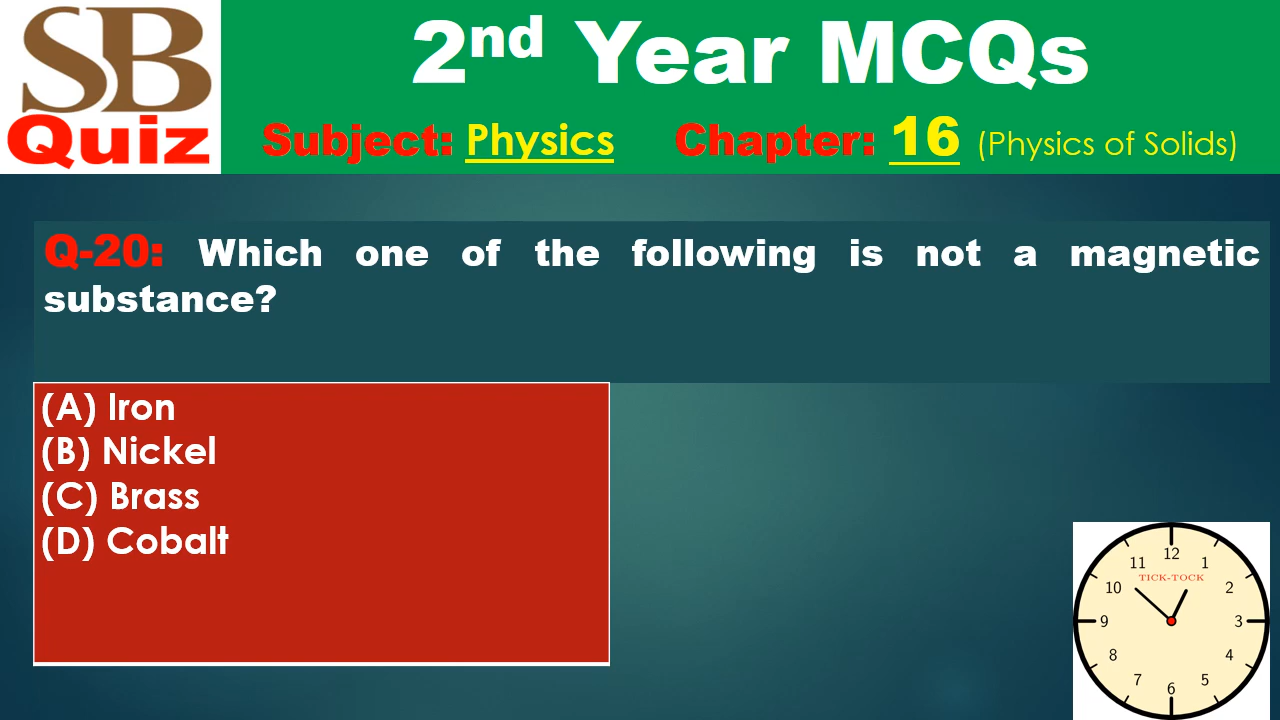 SB
Quiz
2nd Year MCQs
Subject: Physics Chapter: 16 (Physics of Solids)
Q-20: Which one of the following is not a magnetic
substance?
(A) Iron
(B) Nickel
(C) Brass
(D) Cobalt
12
11 1
TICK-TOCK
10 2
9 3
8 4
7 5
6